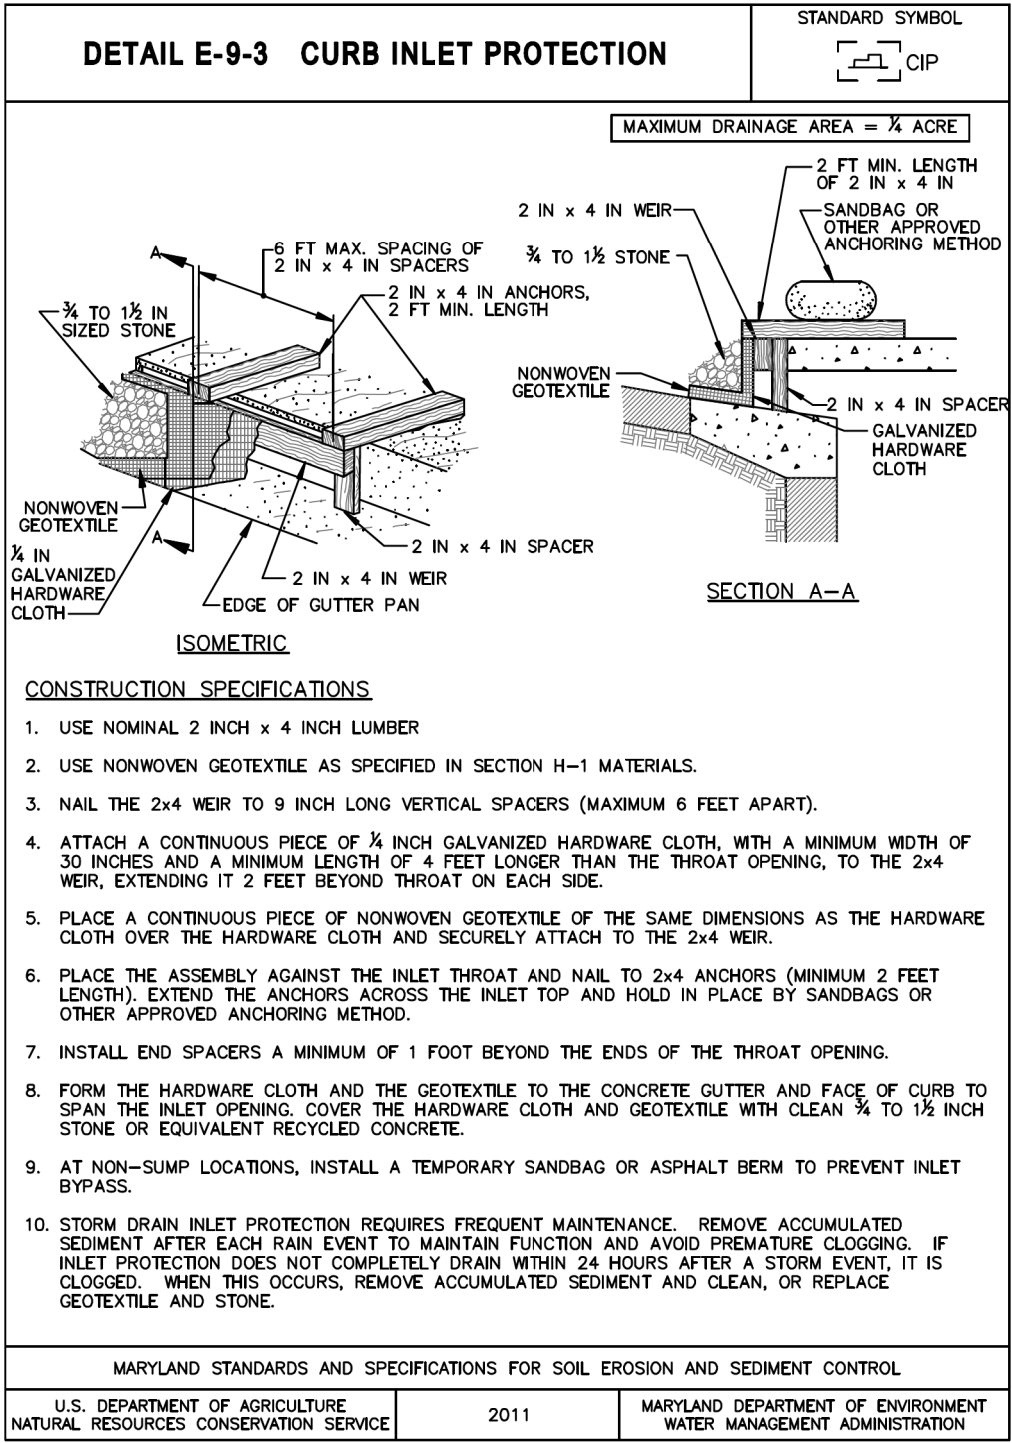 DETAIL E-9-3 CURB INLET PROTECTION
STANDARD SYMBOL
CIP
MAXIMUM DRAINAGE AREA = ¼ ACRE
2 FT MIN. LENGTH
OF 2 IN x 4 IN
2 IN x 4 IN WEIR
SANDBAG OR
OTHER APPROVED
ANCHORING METHOD
¾ TO 1½ STONE
NONWOVEN
GEOTEXTILE
2 IN x 4 IN SPACER
GALVANIZED
HARDWARE
CLOTH
SECTION A-A
A
6 FT MAX. SPACING OF
2 IN x 4 IN SPACERS
¾ TO 1½ IN
SIZED STONE
2 IN x 4 IN ANCHORS,
2 FT MIN. LENGTH
NONWOVEN
GEOTEXTILE
A
¼ IN
GALVANIZED
HARDWARE
CLOTH
2 IN x 4 IN SPACER
2 IN x 4 IN WEIR
EDGE OF GUTTER PAN
ISOMETRIC
CONSTRUCTION SPECIFICATIONS
1. USE NOMINAL 2 INCH x 4 INCH LUMBER
2. USE NONWOVEN GEOTEXTILE AS SPECIFIED IN SECTION H-1 MATERIALS.
3. NAIL THE 2x4 WEIR TO 9 INCH LONG VERTICAL SPACERS (MAXIMUM 6 FEET APART).
4. ATTACH A CONTINUOUS PIECE OF ¼ INCH GALVANIZED HARDWARE CLOTH, WITH A MINIMUM WIDTH OF
30 INCHES AND A MINIMUM LENGTH OF 4 FEET LONGER THAN THE THROAT OPENING, TO THE 2x4
WEIR, EXTENDING IT 2 FEET BEYOND THROAT ON EACH SIDE.
5. PLACE A CONTINUOUS PIECE OF NONWOVEN GEOTEXTILE OF THE SAME DIMENSIONS AS THE HARDWARE
CLOTH OVER THE HARDWARE CLOTH AND SECURELY ATTACH TO THE 2x4 WEIR.
6. PLACE THE ASSEMBLY AGAINST THE INLET THROAT AND NAIL TO 2x4 ANCHORS (MINIMUM 2 FEET
LENGTH). EXTEND THE ANCHORS ACROSS THE INLET TOP AND HOLD IN PLACE BY SANDBAGS OR
OTHER APPROVED ANCHORING METHOD.
7. INSTALL END SPACERS A MINIMUM OF 1 FOOT BEYOND THE ENDS OF THE THROAT OPENING.
8. FORM THE HARDWARE CLOTH AND THE GEOTEXTILE TO THE CONCRETE GUTTER AND FACE OF CURB TO
SPAN THE INLET OPENING. COVER THE HARDWARE CLOTH AND GEOTEXTILE WITH CLEAN ¾ TO 1½ INCH
STONE OR EQUIVALENT RECYCLED CONCRETE.
9. AT NON-SUMP LOCATIONS, INSTALL A TEMPORARY SANDBAG OR ASPHALT BERM TO PREVENT INLET
BYPASS.
10. STORM DRAIN INLET PROTECTION REQUIRES FREQUENT MAINTENANCE. REMOVE ACCUMULATED
SEDIMENT AFTER EACH RAIN EVENT TO MAINTAIN FUNCTION AND AVOID PREMATURE CLOGGING. IF
INLET PROTECTION DOES NOT COMPLETELY DRAIN WITHIN 24 HOURS AFTER A STORM EVENT, IT IS
CLOGGED. WHEN THIS OCCURS, REMOVE ACCUMULATED SEDIMENT AND CLEAN, OR REPLACE
GEOTEXTILE AND STONE.
MARYLAND STANDARDS AND SPECIFICATIONS FOR SOIL EROSION AND SEDIMENT CONTROL
U.S. DEPARTMENT OF AGRICULTURE
NATURAL RESOURCES CONSERVATION SERVICE
2011
MARYLAND DEPARTMENT OF ENVIRONMENT
WATER MANAGEMENT ADMINISTRATION